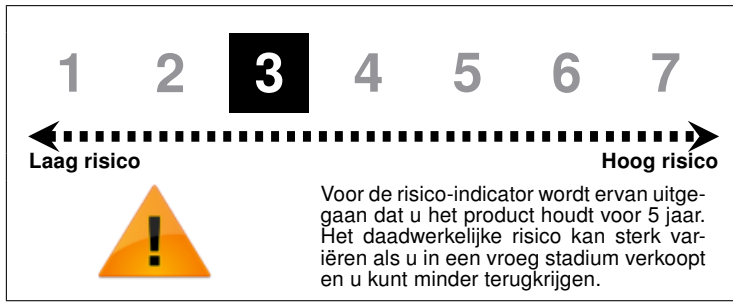 1 2 3 4 5 6 7
Laag risico Hoog risico
!
Voor de risico-indicator wordt ervan uitge-
gaan dat u het product houdt voor 5 jaar.
Het daadwerkelijke risico kan sterk var-
iëren als u in een vroeg stadium verkoopt
en u kunt minder terugkrijgen.